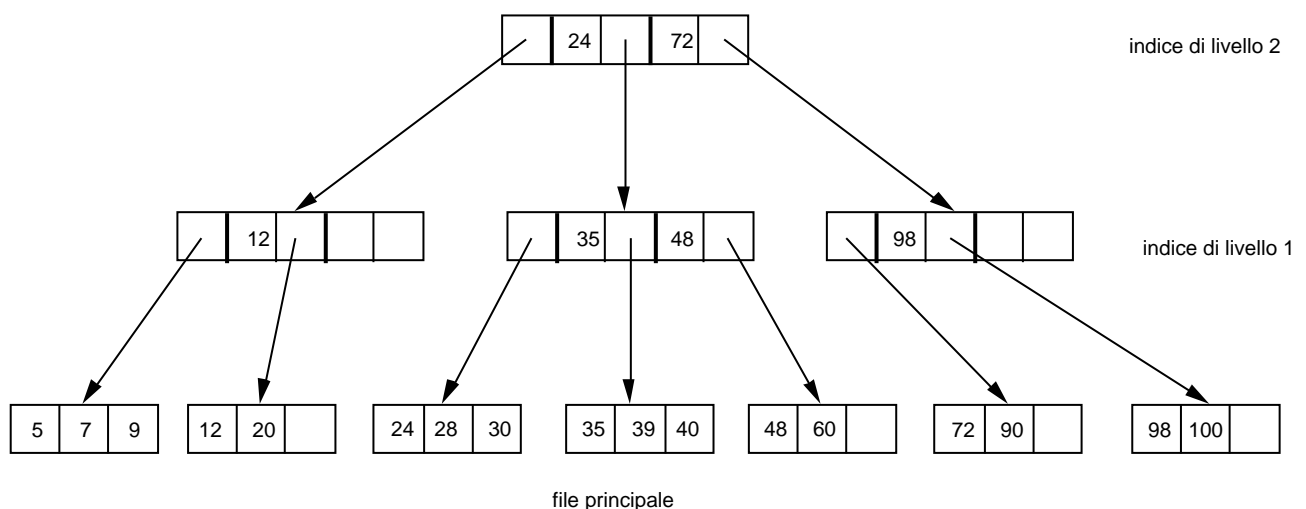 24 72
indice di livello 2
12
35 48
98
indice di livello 1
5 7 9
12 20
24 28 30
35 39 40
48 60
72 90
98 100
file principale